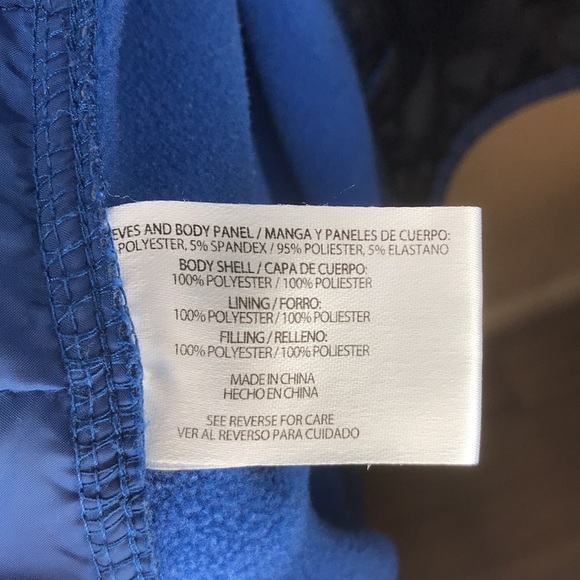 EVES AND BODY PANEL / MANGA Y PANELES DE CUERPO:
POLYESTER, 5% SPANDEX / 95% POLIESTER, 5% ELASTANO
BODY SHELL / CAPA DE CUERPO:
100% POLYESTER / 100% POLIESTER
LINING / FORRO:
100% POLYESTER / 100% POLIESTER
FILLING / RELLENO:
100% POLYESTER / 100% POLIESTER
MADE IN CHINA
HECHO EN CHINA
SEE REVERSE FOR CARE
VER AL REVERSO PARA CUIDADO